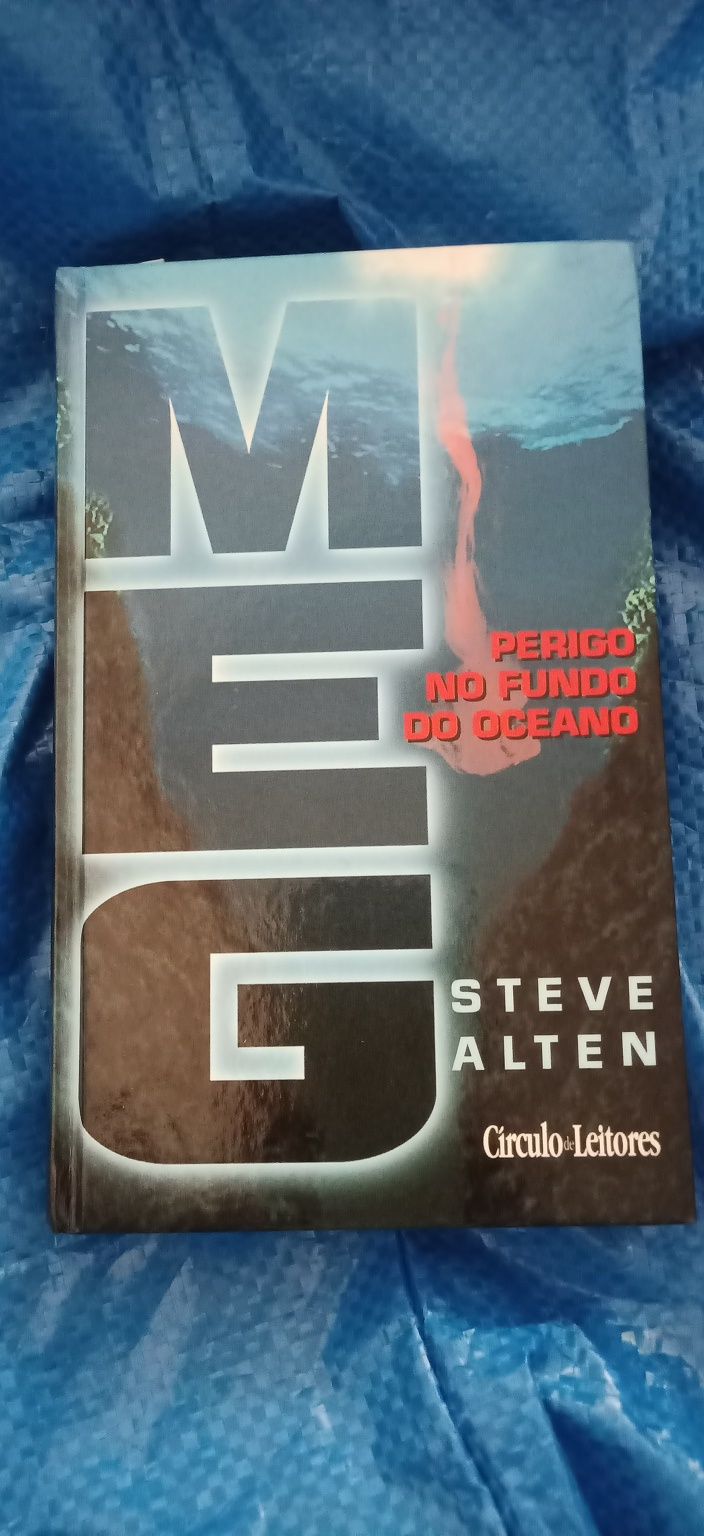 MEG
PERIGO
NO FUNDO
DO OCEANO
STEVE
ALTEN
Círculo de Leitores